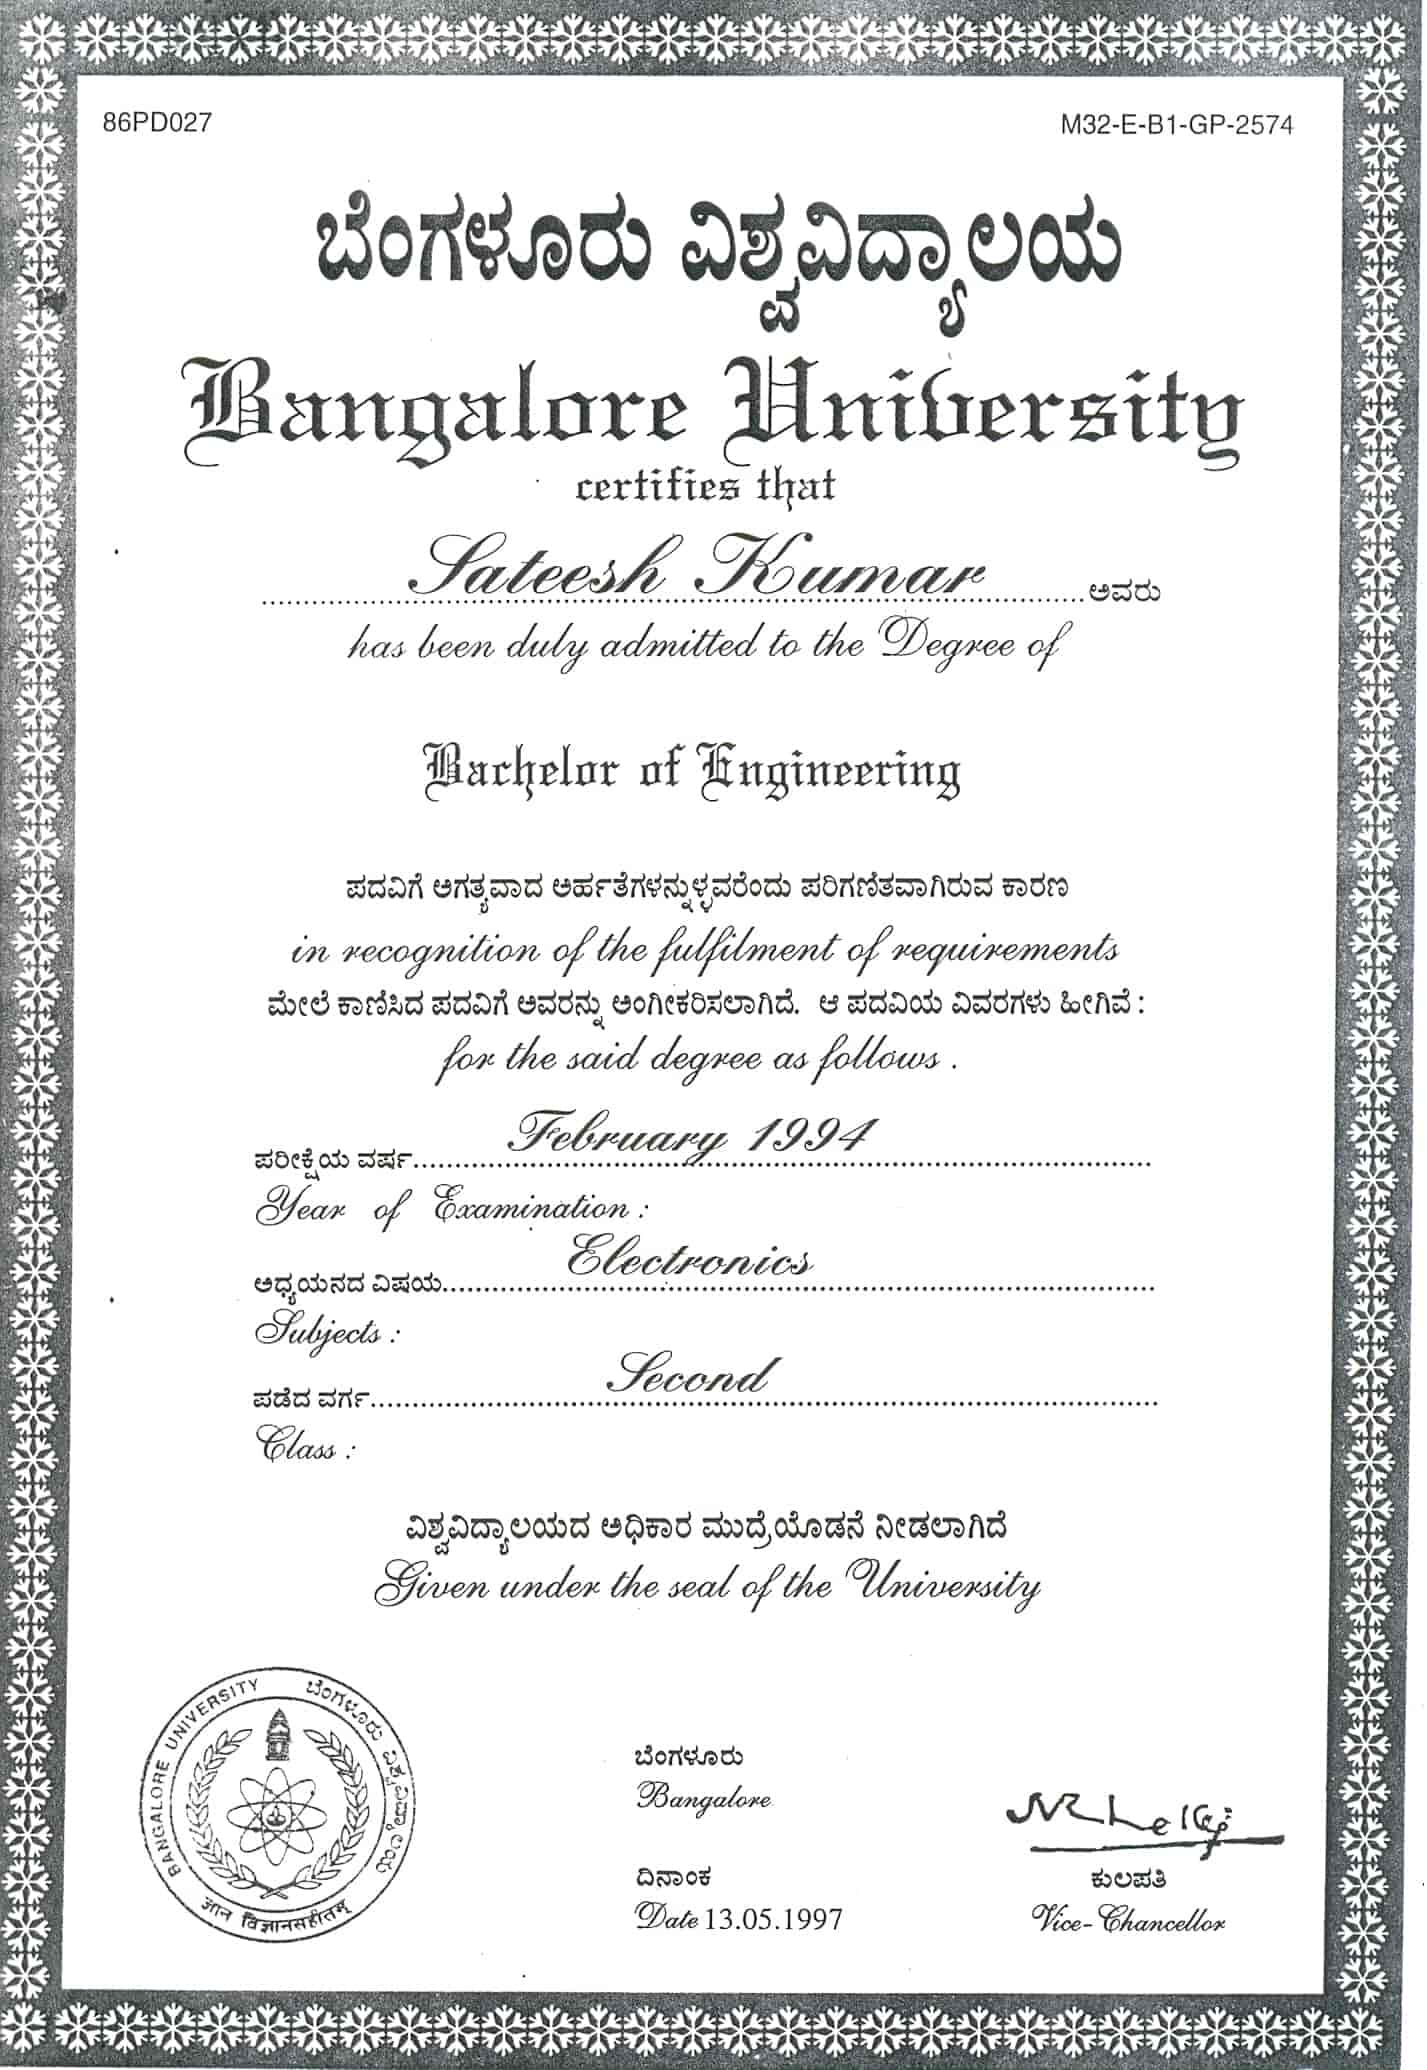 86PD027
M32-E-B1-GP-2574
ಬೆಂಗಳೂರು ವಿಶ್ವವಿದ್ಯಾಲಯ
Bangalore University
certifies that
Sateesh Kumar ಅವರು
has been duly admitted to the Degree of
Bachelor of Engineering
ಪದವಿಗೆ ಅಗತ್ಯವಾದ ಅರ್ಹತೆಗಳನ್ನುಳ್ಳವರೆಂದು ಪರಿಗಣಿತವಾಗಿರುವ ಕಾರಣ
in recognition of the fulfilment of requirements
ಮೇಲೆ ಕಾಣಿಸಿದ ಪದವಿಗೆ ಅವರನ್ನು ಅಂಗೀಕರಿಸಲಾಗಿದೆ. ಆ ಪದವಿಯ ವಿವರಗಳು ಹೀಗಿವೆ :
for the said degree as follows .
ಪರೀಕ್ಷೆಯ ವರ್ಷ February 1994
Year of Examination :
ಅಧ್ಯಯನದ ವಿಷಯ Electronics
Subjects :
ಪಡೆದ ವರ್ಗ Second
Class :
ವಿಶ್ವವಿದ್ಯಾಲಯದ ಅಧಿಕಾರ ಮುದ್ರೆಯೊಡನೆ ನೀಡಲಾಗಿದೆ
Given under the seal of the University
BANGALORE UNIVERSITY ಬೆಂಗಳೂರು ವಿಶ್ವವಿದ್ಯಾಲಯ
ज्ञान विज्ञानसहितम्
ಬೆಂಗಳೂರು
Bangalore
ದಿನಾಂಕ
Date 13.05.1997
ಕುಲಪತಿ
Vice-Chancellor